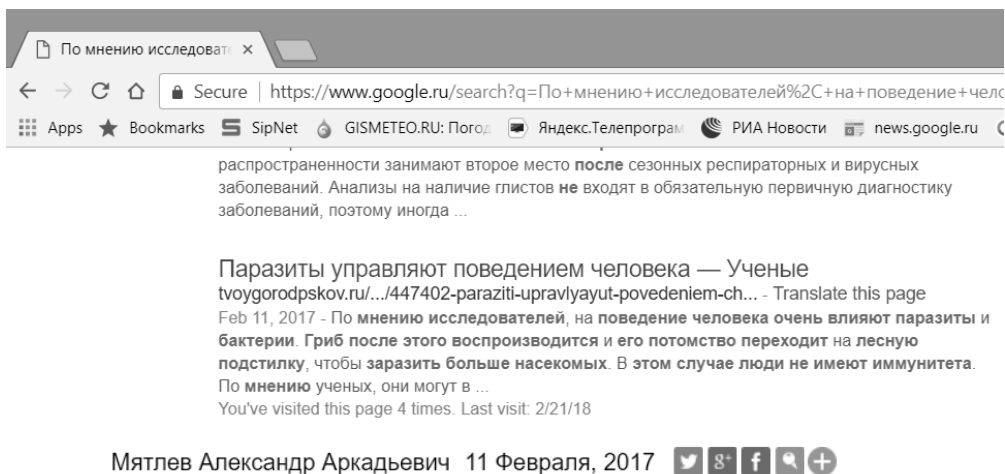 По мнению исследоват
Secure https://www.google.ru/search?q=По+мнению+исследователей%2C+на+поведение+чело
Apps Bookmarks SipNet GISMETEO.RU: Погод Яндекс.Телепрограм РИА Новости news.google.ru
распространенности занимают второе место после сезонных респираторных и вирусных
заболеваний. Анализы на наличие глистов не входят в обязательную первичную диагностику
заболеваний, поэтому иногда ...
Паразиты управляют поведением человека — Ученые
tvoygorodpskov.ru/.../447402-paraziti-upravlyayut-povedeniem-ch... - Translate this page
Feb 11, 2017 - По мнению исследователей, на поведение человека очень влияют паразиты и
бактерии. Гриб после этого воспроизводится и его потомство переходит на лесную
подстилку, чтобы заразить больше насекомых. В этом случае люди не имеют иммунитета.
По мнению ученых, они могут в ...
You've visited this page 4 times. Last visit: 2/21/18
Мятлев Александр Аркадьевич 11 Февраля, 2017